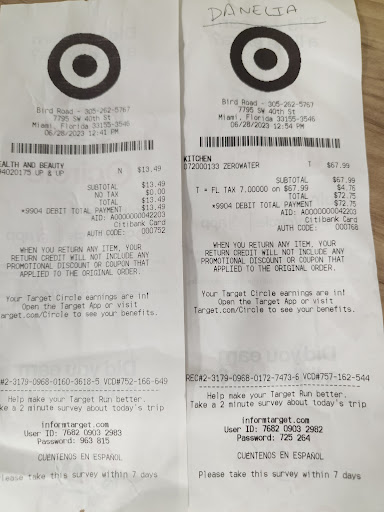 Bird Road - 305-262-5767
7795 SW 40th St
Miami, Florida 33155-3546
06/28/2023 12:41 PM
EALTH AND BEAUTY
94020175 UP & UP N $13.49
SUBTOTAL $13.49
NO TAX $0.00
TOTAL $13.49
*9904 DEBIT TOTAL PAYMENT $13.49
AID: A0000000042203
Citibank Card
AUTH CODE: 000752
WHEN YOU RETURN ANY ITEM, YOUR
RETURN CREDIT WILL NOT INCLUDE ANY
PROMOTIONAL DISCOUNT OR COUPON THAT
APPLIED TO THE ORIGINAL ORDER.
Your Target Circle earnings are in!
Open the Target App or visit
arget.com/Circle to see your benefits.
#2-3179-0968-0160-3618-5 VCD#752-166-649
Help make your Target Run better.
ke a 2 minute survey about today's trip
informtarget.com
User ID: 7682 0903 2983
Password: 963 815
CUENTENOS EN ESPAÑOL
Please take this survey within 7 days
DANELIA
Bird Road - 305-262-5767
7795 SW 40th St
Miami, Florida 33155-3546
06/28/2023 12:54 PM
KITCHEN
072000133 ZEROWATER T $67.99
SUBTOTAL $67.99
T = FL TAX 7.00000 on $67.99 $4.76
TOTAL $72.75
*9904 DEBIT TOTAL PAYMENT $72.75
AID: A0000000042203
Citibank Card
AUTH CODE: 000768
WHEN YOU RETURN ANY ITEM, YOUR
RETURN CREDIT WILL NOT INCLUDE ANY
PROMOTIONAL DISCOUNT OR COUPON THAT
APPLIED TO THE ORIGINAL ORDER.
Your Target Circle earnings are in!
Open the Target App or visit
Target.com/Circle to see your benefits.
REC#2-3179-0968-0172-7473-6 VCD#757-162-544
Help make your Target Run better.
Take a 2 minute survey about today's trip
informtarget.com
User ID: 7682 0903 2982
Password: 725 264
CUENTENOS EN ESPAÑOL
Please take this survey within 7 days